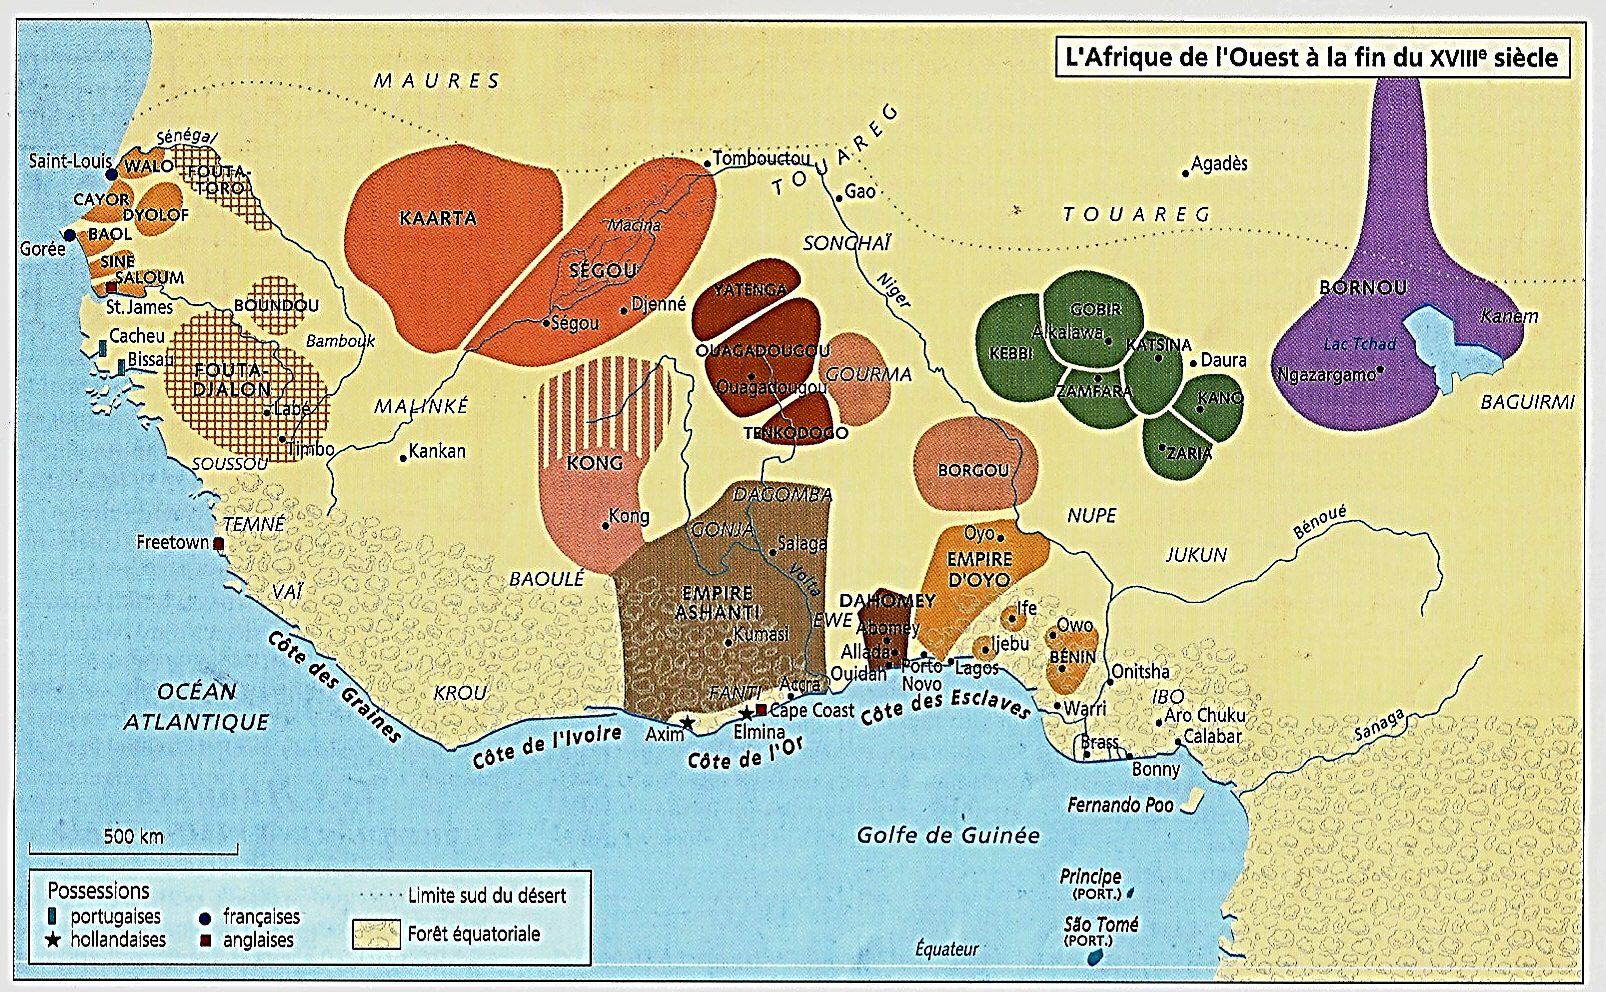 L'Afrique de l'Ouest à la fin du XVIIIe siècle
MAURES
TOUAREG
TOUAREG
Sénégal
Saint-Louis
WALO
FOUTA-
TORO
CAYOR
DYOLOF
BAOL
Gorée
SINE
SALOUM
St.James
BOUNDOU
Cacheu
Bissau
Bambouk
FOUTA-
DJALON
Labé
Timbo
SOUSSOU
MALINKÉ
Kankan
KAARTA
Macina
SÉGOU
Djenné
Ségou
Tombouctou
Gao
SONCHAÏ
Niger
Agadès
YATENGA
OUAGADOUGOU
Ouagadougou
GOURMA
TENKODOGO
GOBIR
Alkalawa
KEBBI
KATSINA
Daura
ZAMFARA
KANO
ZARIA
BORNOU
Kanem
Lac Tchad
Ngazargamo
BAGUIRMI
KONG
Kong
BORGOU
DAGOMBA
GONJA
Salaga
Volta
TEMNÉ
Freetown
VAÏ
BAOULÉ
EMPIRE
ASHANTI
Kumasi
NUPE
Oyo
EMPIRE
D'OYO
JUKUN
Bénoué
DAHOMEY
EWE
Abomey
Allada
Ouidah
Porto
Novo
Lagos
Ife
Ijebu
Owo
BÉNIN
Onitsha
IBO
Warri
Aro Chuku
Calabar
Brass
Bonny
Sanaga
KROU
FANTI
Accra
Cape Coast
Elmina
Axim
Côte des Graines
Côte de l'Ivoire
Côte de l'Or
Côte des Esclaves
OCÉAN
ATLANTIQUE
Fernando Poo
Golfe de Guinée
Principe
(PORT.)
São Tomé
(PORT.)
Équateur
500 km
Possessions
portugaises
françaises
hollandaises
anglaises
Limite sud du désert
Forêt équatoriale